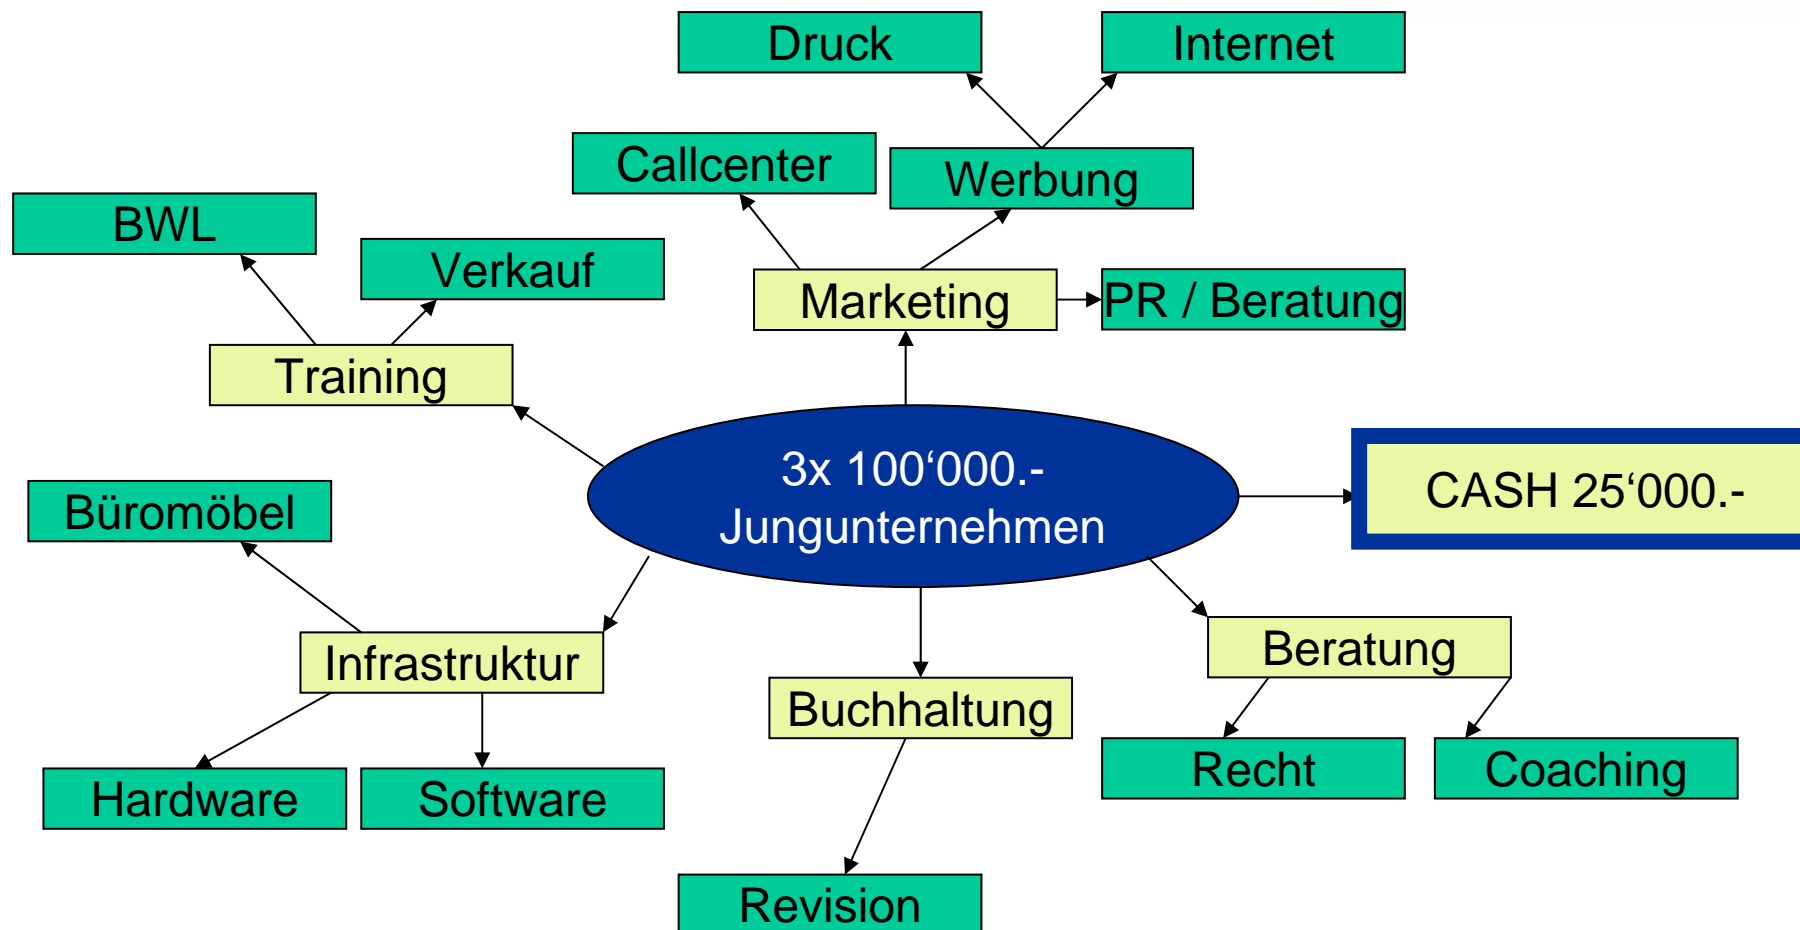 Druck
Internet
Callcenter
Werbung
BWL
Verkauf
Marketing
PR / Beratung
Training
3x 100‘000.-
Jungunternehmen
CASH 25‘000.-
Büromöbel
Infrastruktur
Beratung
Buchhaltung
Hardware
Software
Recht
Coaching
Revision